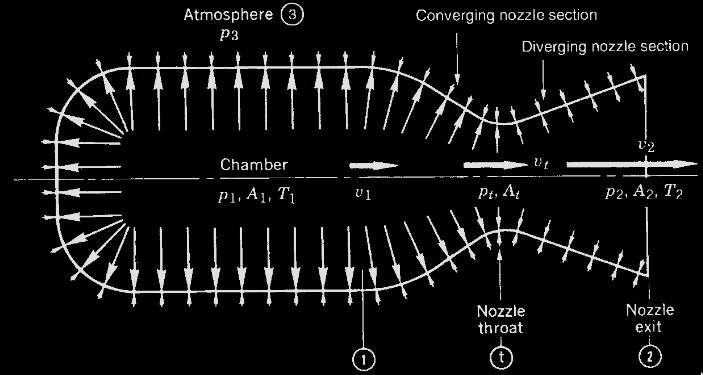 Atmosphere ③
p₃
Converging nozzle section
Diverging nozzle section
v₂
Chamber
v₁
vₜ
p₁, A₁, T₁
pₜ, Aₜ
p₂, A₂, T₂
Nozzle
throat
Nozzle
exit
①
ⓣ
②